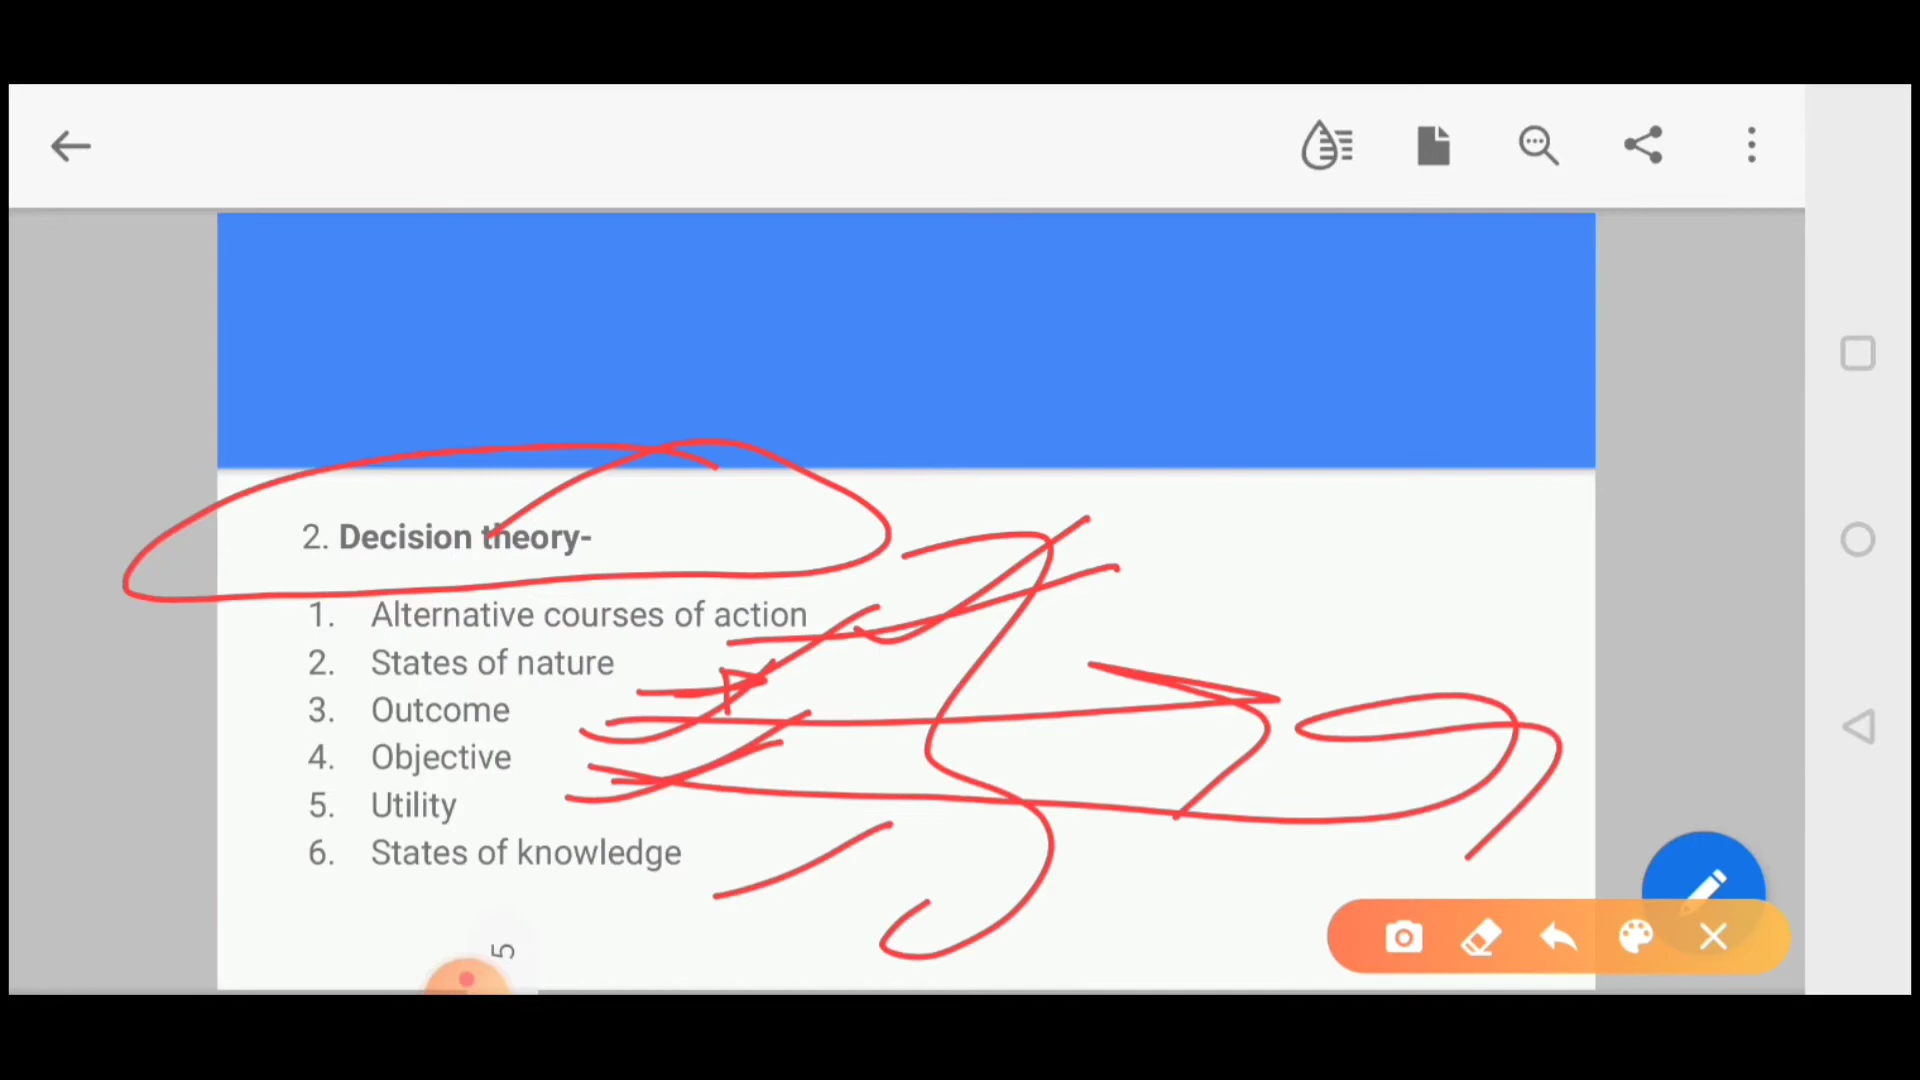 2. Decision theory-
1. Alternative courses of action
2. States of nature
3. Outcome
4. Objective
5. Utility
6. States of knowledge
5